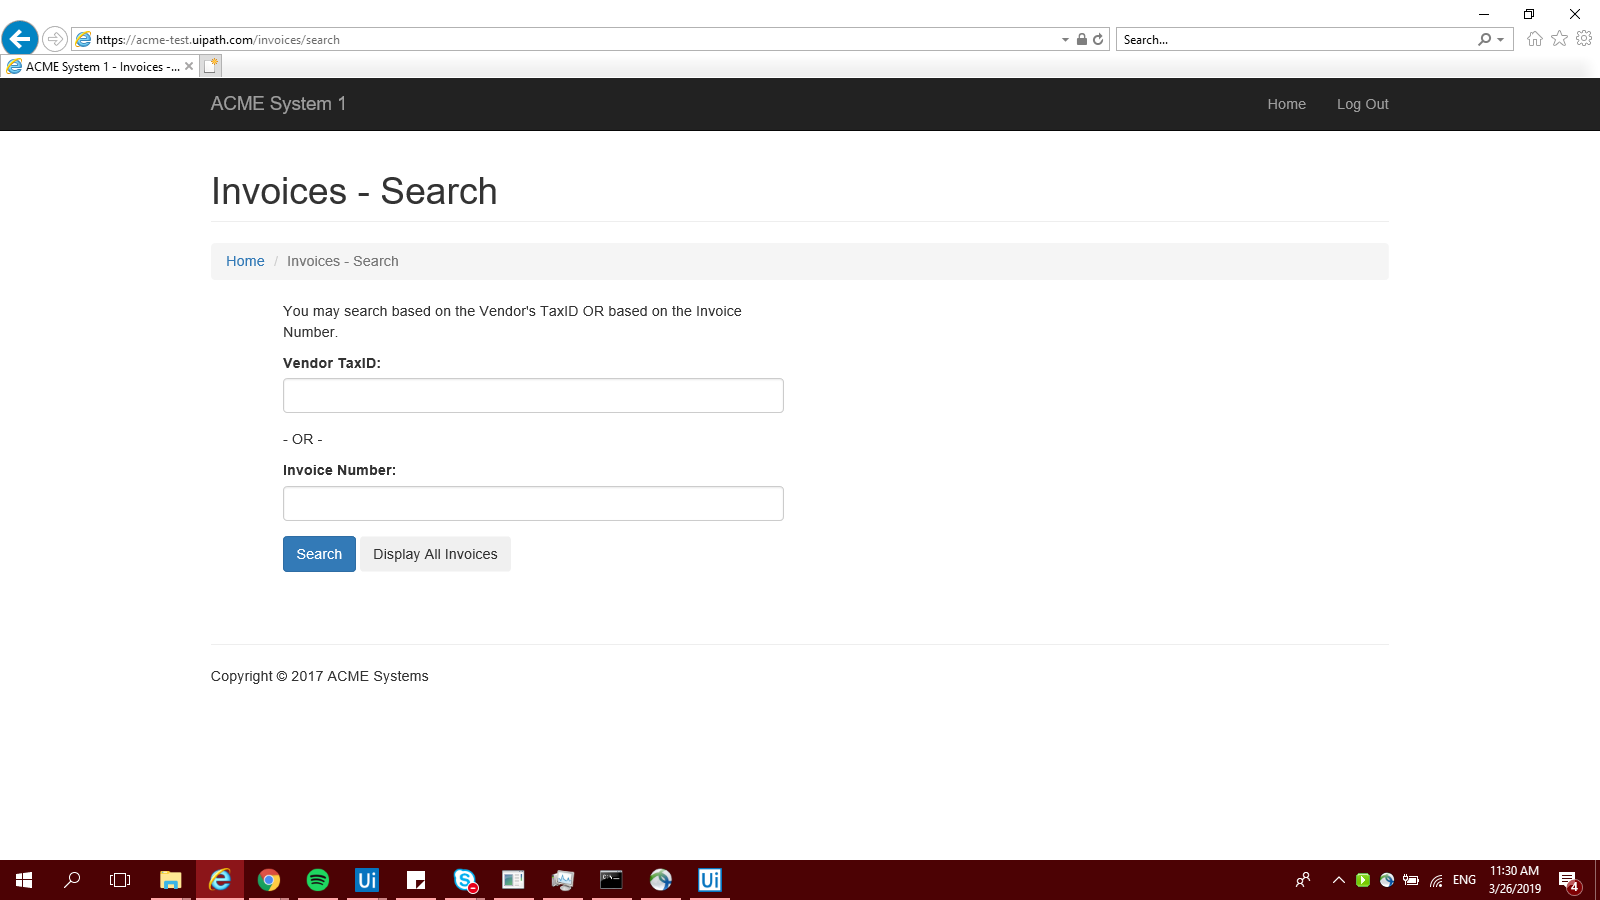 https://acme-test.uipath.com/invoices/search
Search...
ACME System 1 - Invoices -...
ACME System 1
Home
Log Out
Invoices - Search
Home / Invoices - Search
You may search based on the Vendor's TaxID OR based on the Invoice
Number.
Vendor TaxID:
- OR -
Invoice Number:
Search
Display All Invoices
Copyright © 2017 ACME Systems
Ui
Ui
ENG
11:30 AM
3/26/2019
4